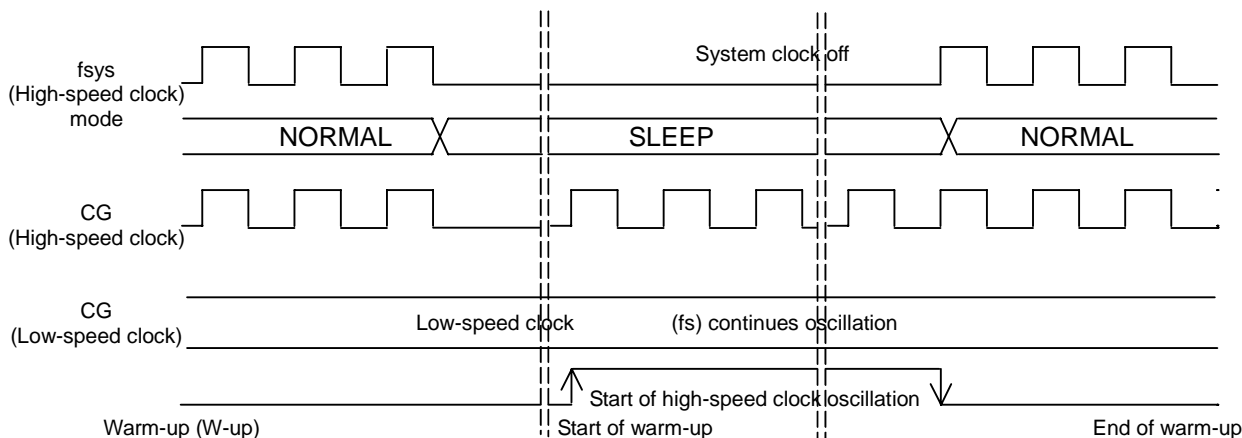 System clock off
fsys
(High-speed clock)
mode
NORMAL
SLEEP
NORMAL
CG
(High-speed clock)
CG
(Low-speed clock)
Low-speed clock
(fs) continues oscillation
Start of high-speed clock oscillation
Warm-up (W-up)
Start of warm-up
End of warm-up